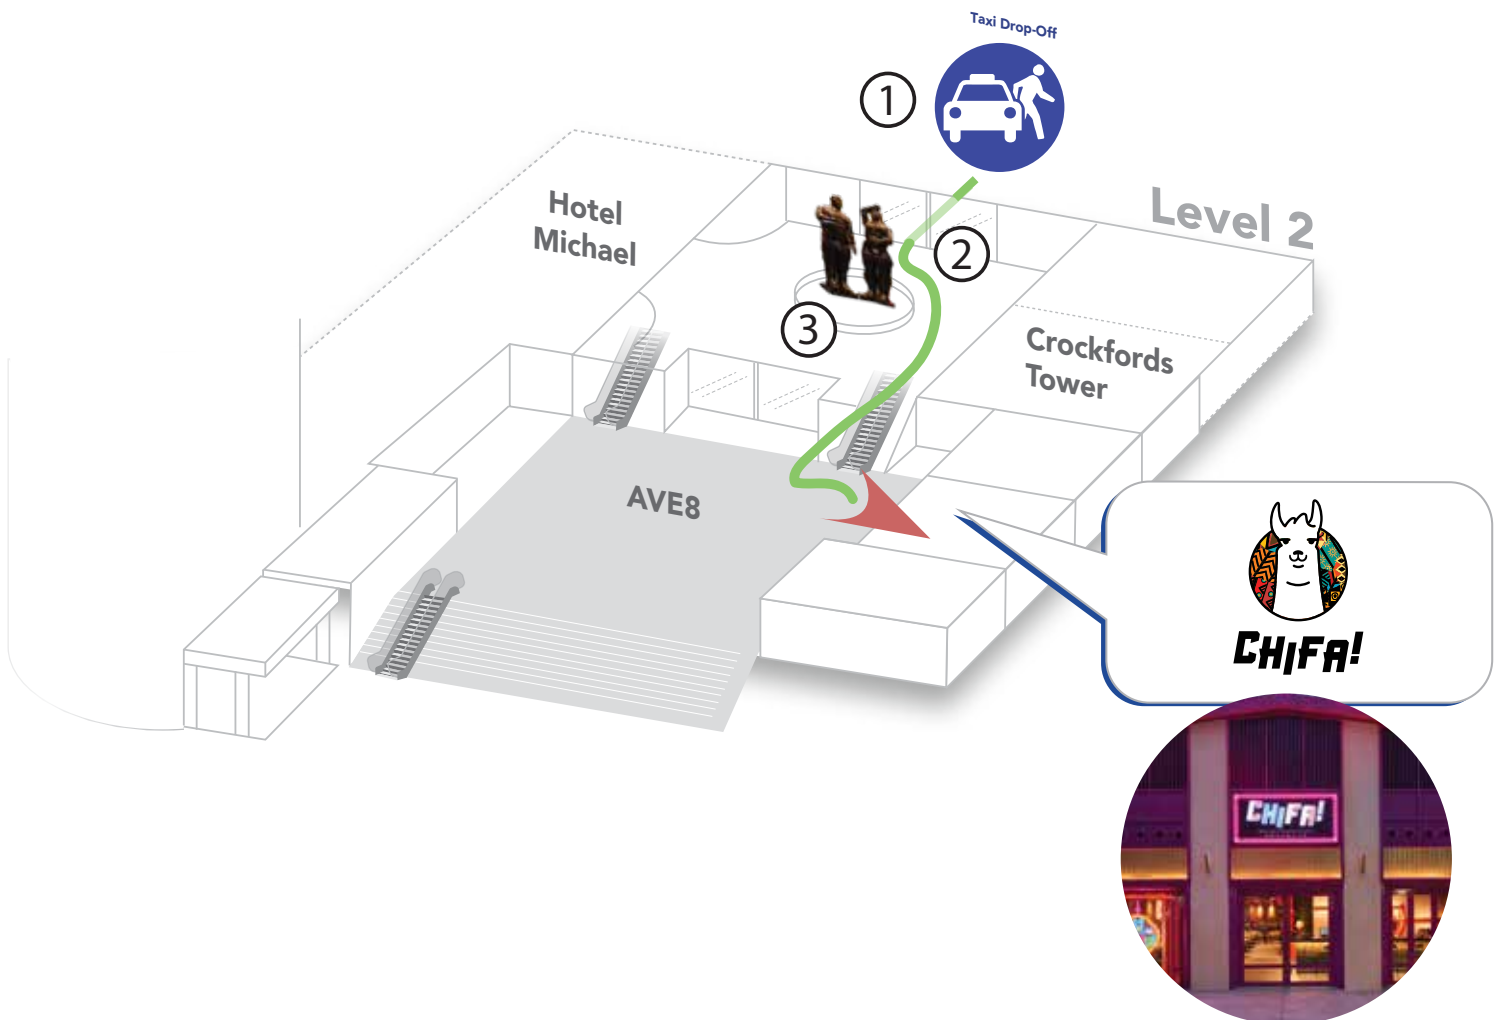 Taxi Drop-Off
1
Level 2
Hotel
Michael
2
3
Crockfords
Tower
AVE8
CHIFA!
CHIFA!